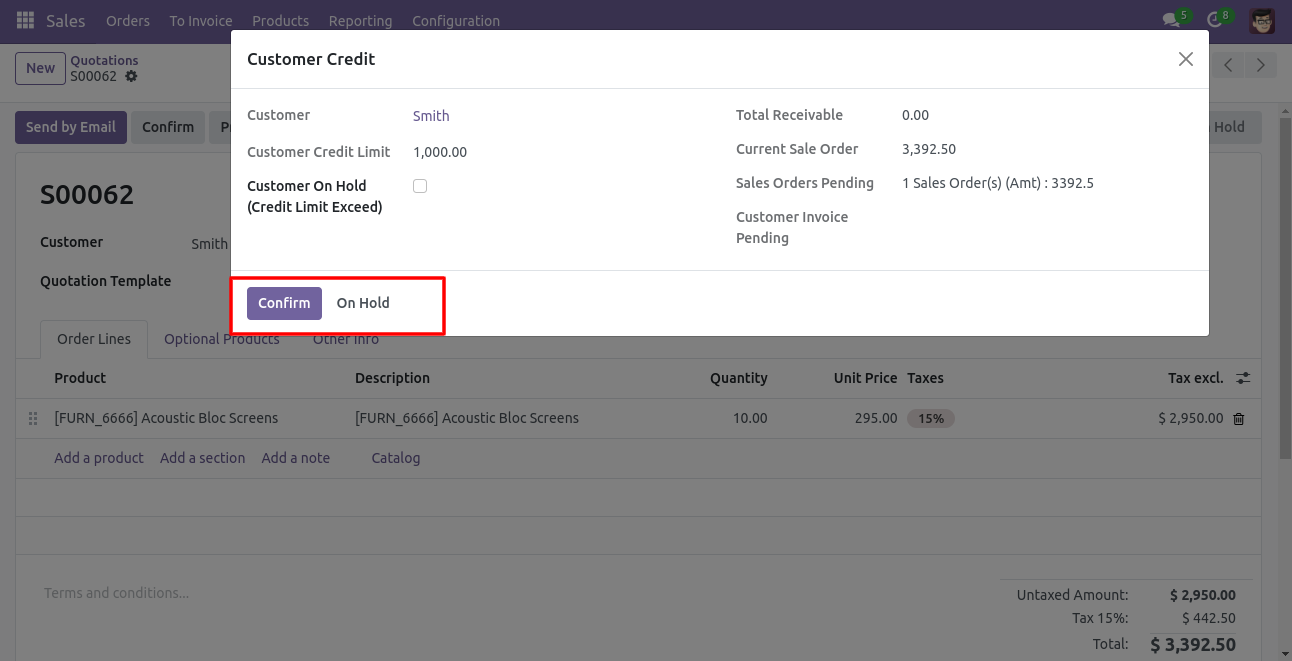 Sales Orders To Invoice Products Reporting Configuration 5 8
Customer Credit
New Quotations
S00062
Customer Smith Total Receivable 0.00
Send by Email Confirm Hold
Customer Credit Limit 1,000.00 Current Sale Order 3,392.50
Customer On Hold
(Credit Limit Exceed)
Sales Orders Pending 1 Sales Order(s) (Amt) : 3392.5
Customer Invoice
Pending
S00062
Customer Smith
Quotation Template
Confirm On Hold
Order Lines Optional Products Other Info
Product Description Quantity Unit Price Taxes Tax excl.
[FURN_6666] Acoustic Bloc Screens [FURN_6666] Acoustic Bloc Screens 10.00 295.00 15% $ 2,950.00
Add a product Add a section Add a note Catalog
Terms and conditions...
Untaxed Amount: $ 2,950.00
Tax 15%: $ 442.50
Total: $ 3,392.50